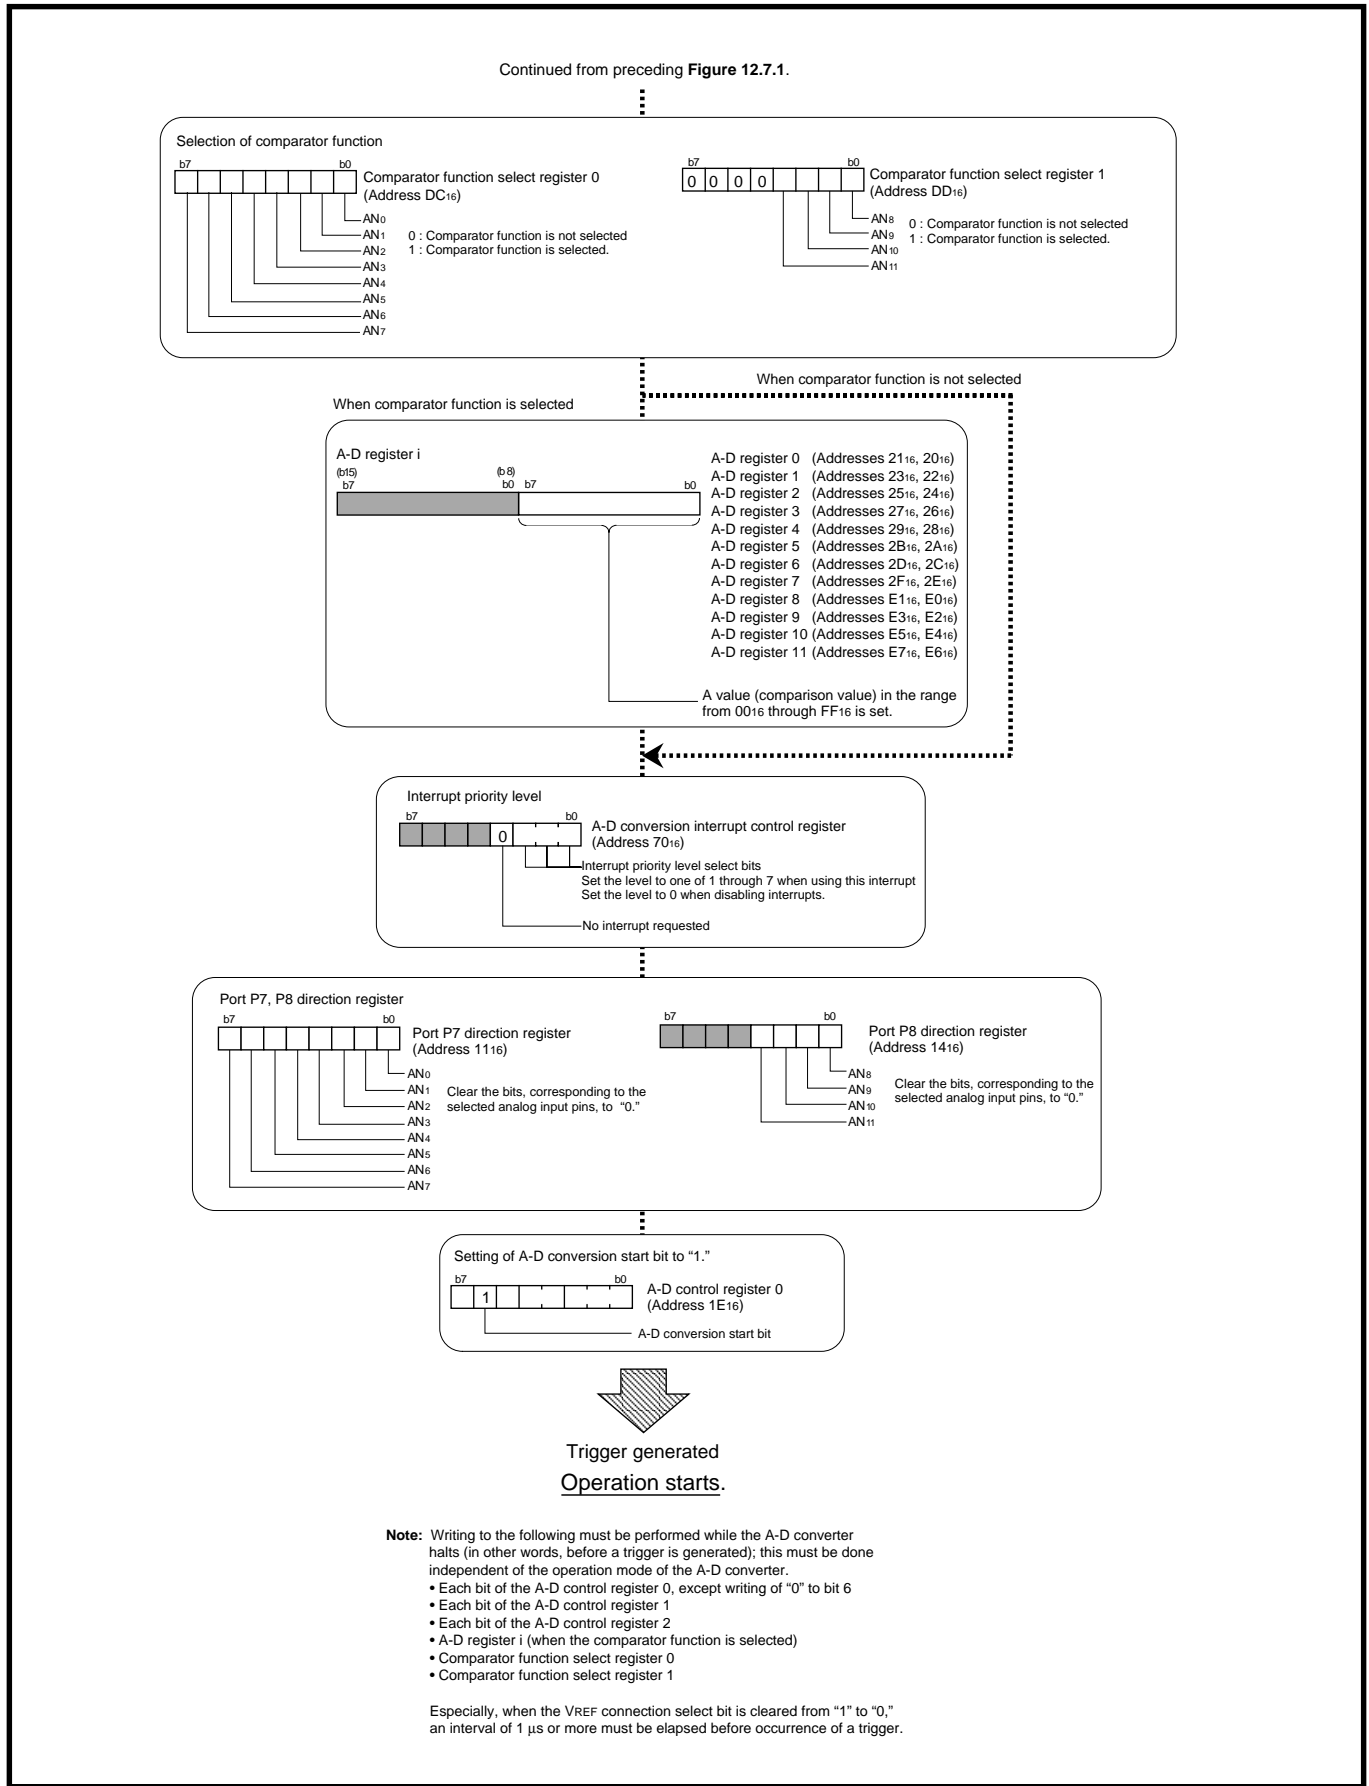 Continued from preceding Figure 12.7.1.
Selection of comparator function
b7 b0
Comparator function select register 0
(Address DC16)
AN0
AN1
AN2
AN3
AN4
AN5
AN6
AN7
0 : Comparator function is not selected
1 : Comparator function is selected.
b7 b0
0 0 0 0
Comparator function select register 1
(Address DD16)
AN8
AN9
AN10
AN11
0 : Comparator function is not selected
1 : Comparator function is selected.
When comparator function is not selected
When comparator function is selected
A-D register i
(b15) (b8)
b7 b0 b7 b0
A-D register 0 (Addresses 2116, 2016)
A-D register 1 (Addresses 2316, 2216)
A-D register 2 (Addresses 2516, 2416)
A-D register 3 (Addresses 2716, 2616)
A-D register 4 (Addresses 2916, 2816)
A-D register 5 (Addresses 2B16, 2A16)
A-D register 6 (Addresses 2D16, 2C16)
A-D register 7 (Addresses 2F16, 2E16)
A-D register 8 (Addresses E116, E016)
A-D register 9 (Addresses E316, E216)
A-D register 10 (Addresses E516, E416)
A-D register 11 (Addresses E716, E616)
A value (comparison value) in the range
from 0016 through FF16 is set.
Interrupt priority level
b7 b0
0
A-D conversion interrupt control register
(Address 7016)
Interrupt priority level select bits
Set the level to one of 1 through 7 when using this interrupt
Set the level to 0 when disabling interrupts.
No interrupt requested
Port P7, P8 direction register
b7 b0
Port P7 direction register
(Address 1116)
AN0
AN1
AN2
AN3
AN4
AN5
AN6
AN7
Clear the bits, corresponding to the
selected analog input pins, to “0.”
b7 b0
Port P8 direction register
(Address 1416)
AN8
AN9
AN10
AN11
Clear the bits, corresponding to the
selected analog input pins, to “0.”
Setting of A-D conversion start bit to “1.”
b7 b0
1
A-D control register 0
(Address 1E16)
A-D conversion start bit
Trigger generated
Operation starts.
Note: Writing to the following must be performed while the A-D converter
halts (in other words, before a trigger is generated); this must be done
independent of the operation mode of the A-D converter.
• Each bit of the A-D control register 0, except writing of “0” to bit 6
• Each bit of the A-D control register 1
• Each bit of the A-D control register 2
• A-D register i (when the comparator function is selected)
• Comparator function select register 0
• Comparator function select register 1
Especially, when the VREF connection select bit is cleared from “1” to “0,”
an interval of 1 μs or more must be elapsed before occurrence of a trigger.